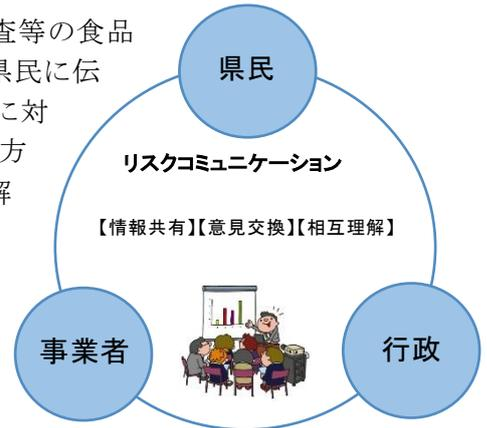 査等の食品
県民に伝
に対
方
解
県民
リスクコミュニケーション
【情報共有】【意見交換】【相互理解】
事業者
行政